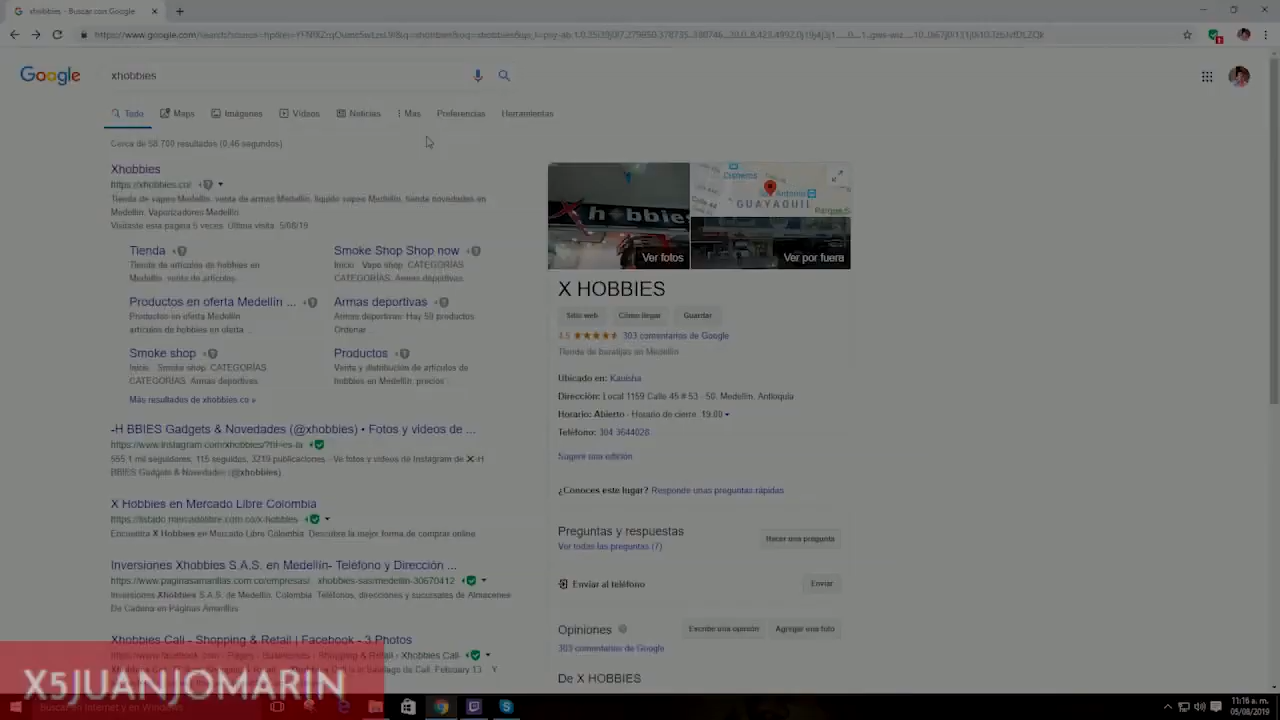 xhobbies - Buscar con Google
xhobbies
Google
Todo Maps Imágenes Vídeos Noticias Más Preferencias Herramientas
Cerca de 58.700 resultados (0,46 segundos)
Xhobbies
https://xhobbies.co/
Tienda de vapeo Medellín, venta de armas Medellín, liquido vapeo Medellín, tienda novedades en
Medellín. Vaporizadores Medellín.
Visitaste esta página 5 veces. Última visita: 5/08/19
Tienda
Tienda de artículos de hobbies en
Medellín, venta de artículos
Smoke Shop Shop now
Inicio · Vape shop. CATEGORÍAS
CATEGORÍAS. Armas deportivas.
Productos en oferta Medellín ...
Productos en oferta Medellín
artículos de hobbies en oferta ...
Armas deportivas
Armas deportivas. Hay 59 productos.
Ordenar ...
Smoke shop
Inicio · Smoke shop. CATEGORÍAS.
CATEGORÍAS. Armas deportivas.
Productos
Venta y distribución de artículos de
hobbies en Medellín, precios ...
Más resultados de xhobbies.co »
-H BBIES Gadgets & Novedades (@xhobbies) • Fotos y videos de ...
https://www.instagram.com/xhobbies/?hl=es-la
555.1 mil seguidores, 115 seguidos, 3219 publicaciones - Ve fotos y videos de Instagram de X-H
BBIES Gadgets & Novedades (@xhobbies)
X Hobbies en Mercado Libre Colombia
https://listado.mercadolibre.com.co/x-hobbies
Encuentra X Hobbies en Mercado Libre Colombia. Descubre la mejor forma de comprar online.
Inversiones Xhobbies S.A.S. en Medellín- Teléfono y Dirección ...
https://www.paginasamarillas.com.co/empresas/...xhobbies-sas/medellin-30670412
Inversiones Xhobbies S.A.S. de Medellín, Colombia. Teléfonos, direcciones y sucursales de Almacenes
De Cadena en Páginas Amarillas
Xhobbies Cali - Shopping & Retail | Facebook - 3 Photos
https://www.facebook.com › Pages › Businesses › Shopping & Retail › Xhobbies Cali
X hobbies
Ver fotos
Cisneros
San Antonio
GUAYAQUIL
Calle 44
Ver por fuera
X HOBBIES
Sitio web Cómo llegar Guardar
4,5 303 comentarios de Google
Tienda de baratijas en Medellín
Ubicado en: Kauisha
Dirección: Local 1159 Calle 45 # 53 - 50, Medellín, Antioquia
Horario: Abierto · Horario de cierre: 19:00
Teléfono: 304 3644028
Sugerir una edición
¿Conoces este lugar? Responde unas preguntas rápidas
Preguntas y respuestas
Hacer una pregunta
Ver todas las preguntas (7)
Enviar al teléfono
Enviar
Opiniones
Escribe una opinión Agregar una foto
303 comentarios de Google
De X HOBBIES
X5JUANJOMARIN
Buscar en Internet y en Windows
11:16 a. m.
05/08/2019